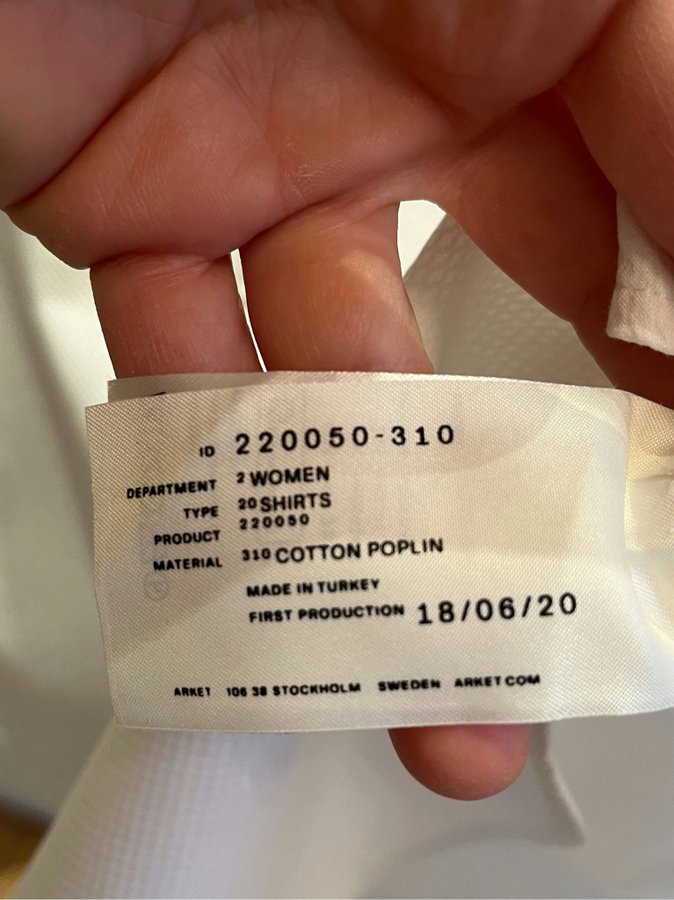 ID 220050-310
DEPARTMENT 2 WOMEN
TYPE 20 SHIRTS
PRODUCT 220050
MATERIAL 310 COTTON POPLIN
MADE IN TURKEY
FIRST PRODUCTION 18/06/20
ARKET 106 38 STOCKHOLM SWEDEN ARKET.COM